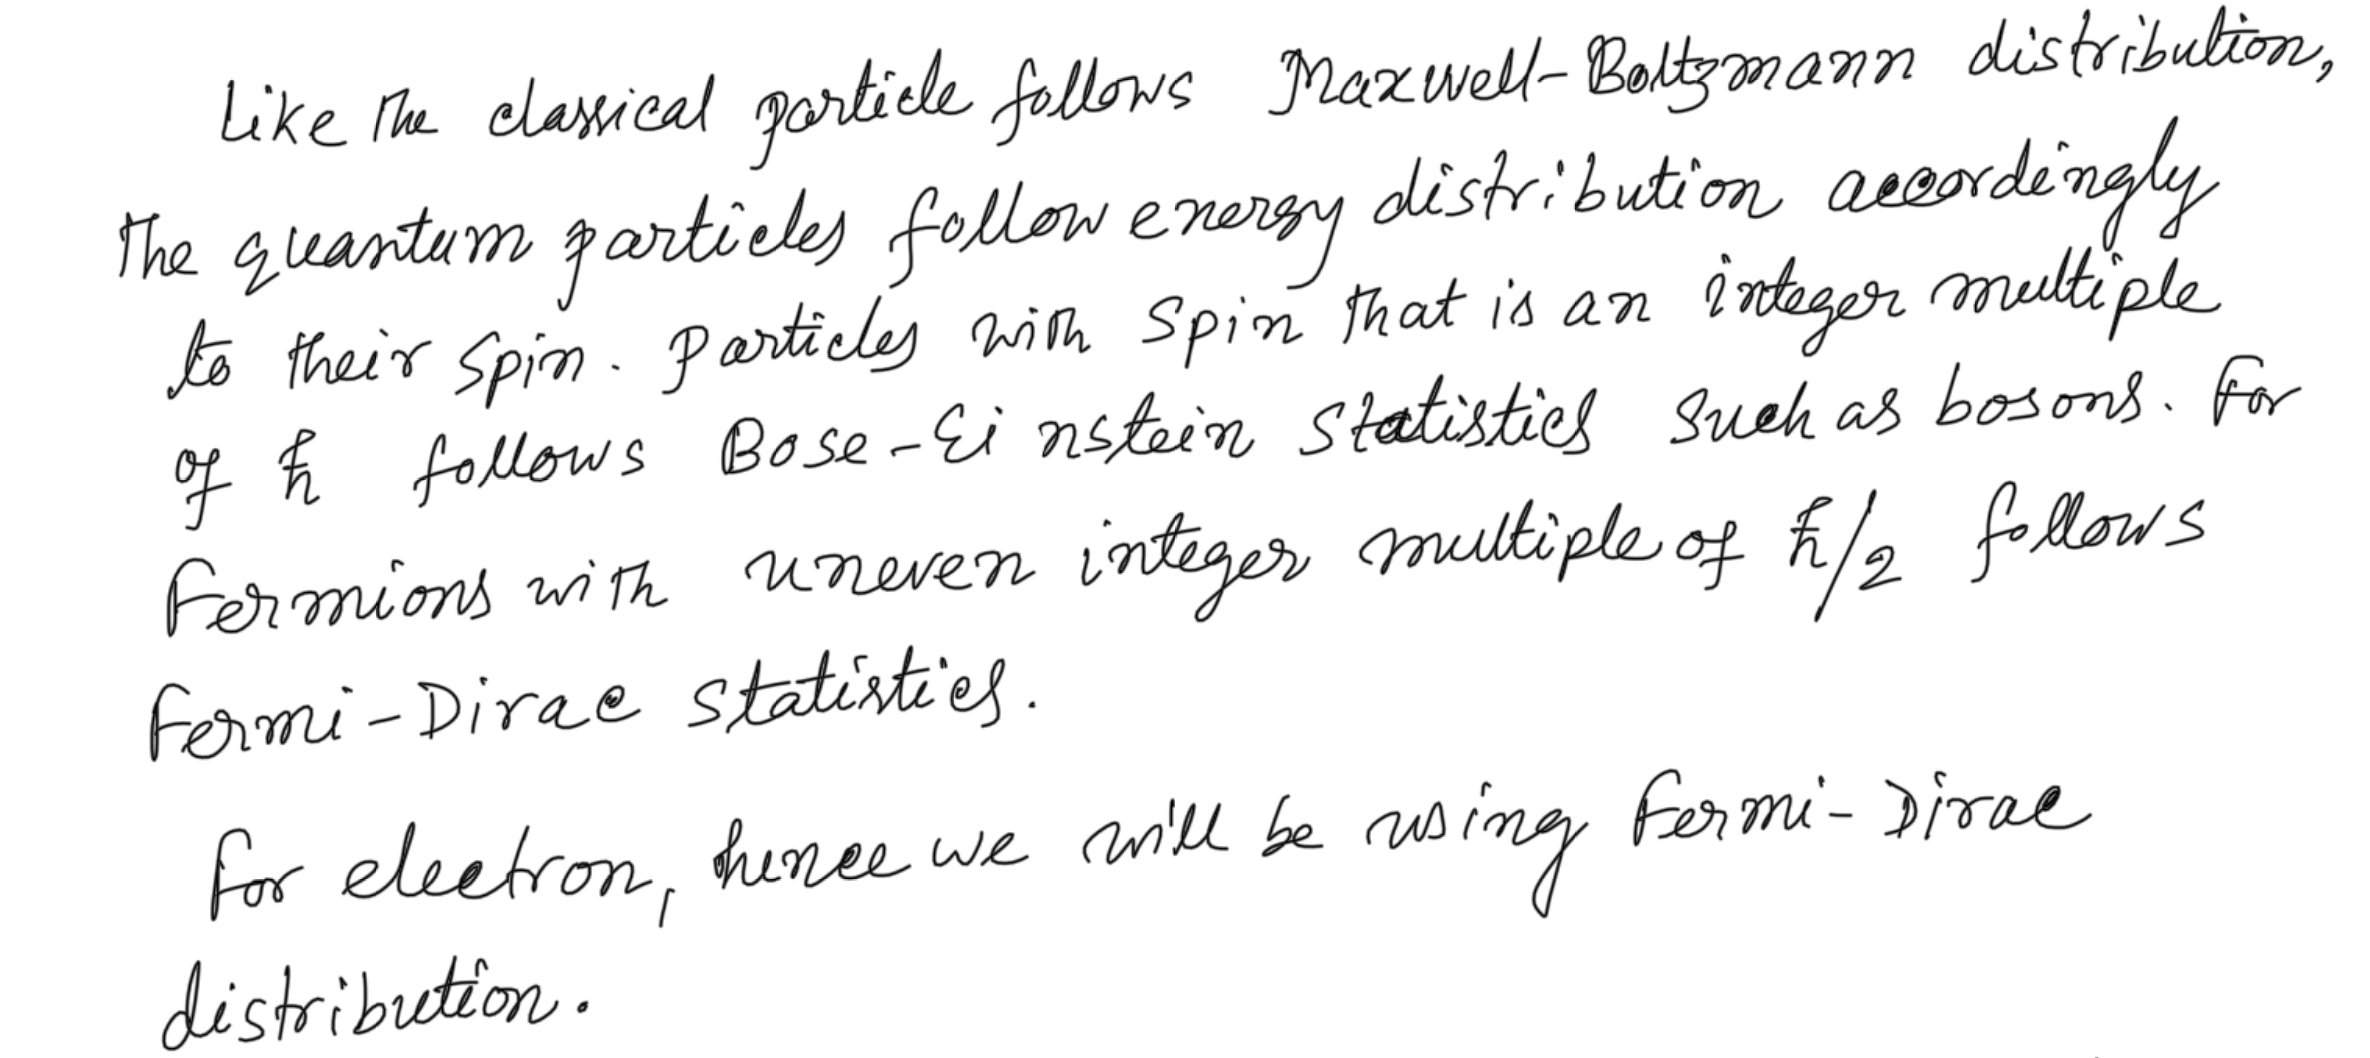 Like the classical particle follows Maxwell-Boltzmann distribution,
the quantum particles follow energy distribution accordingly
to their spin. Particles with spin that is an integer multiple
of ħ follows Bose-Einstein statistics such as bosons. For
Fermions with uneven integer multiple of ħ/2 follows
Fermi-Dirac statistics.
For electron, hence we will be using Fermi-Dirac
distribution.